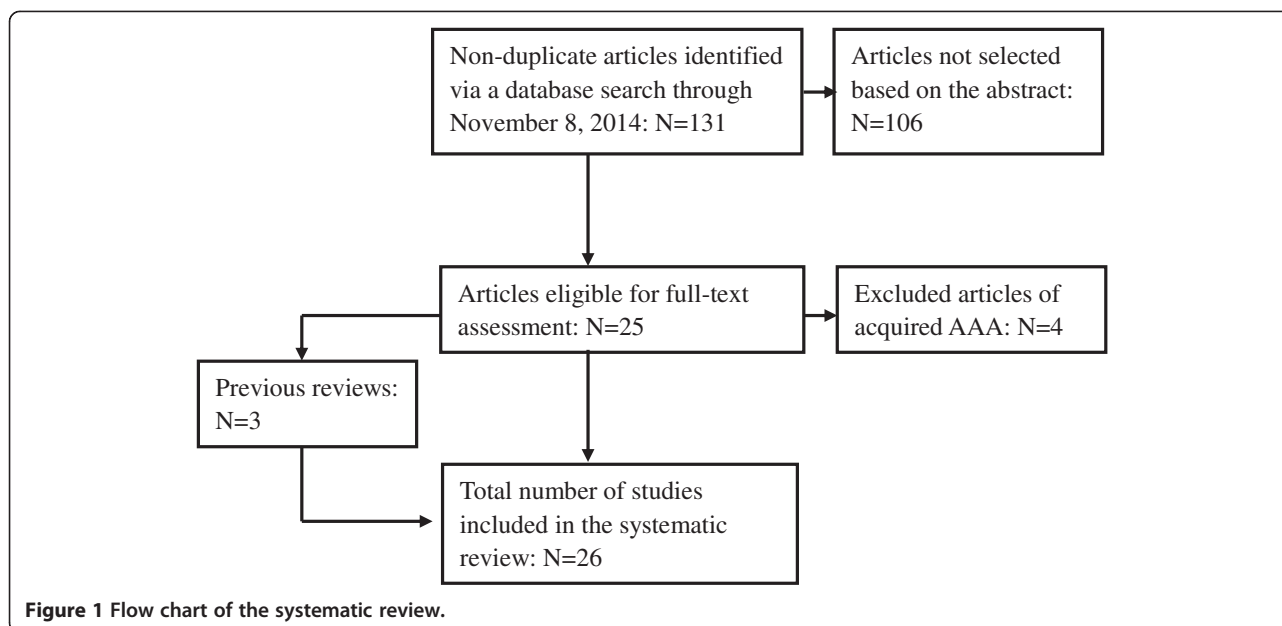 Non-duplicate articles identified
via a database search through
November 8, 2014: N=131
Articles not selected
based on the abstract:
N=106
Articles eligible for full-text
assessment: N=25
Excluded articles of
acquired AAA: N=4
Previous reviews:
N=3
Total number of studies
included in the systematic
review: N=26
Figure 1 Flow chart of the systematic review.